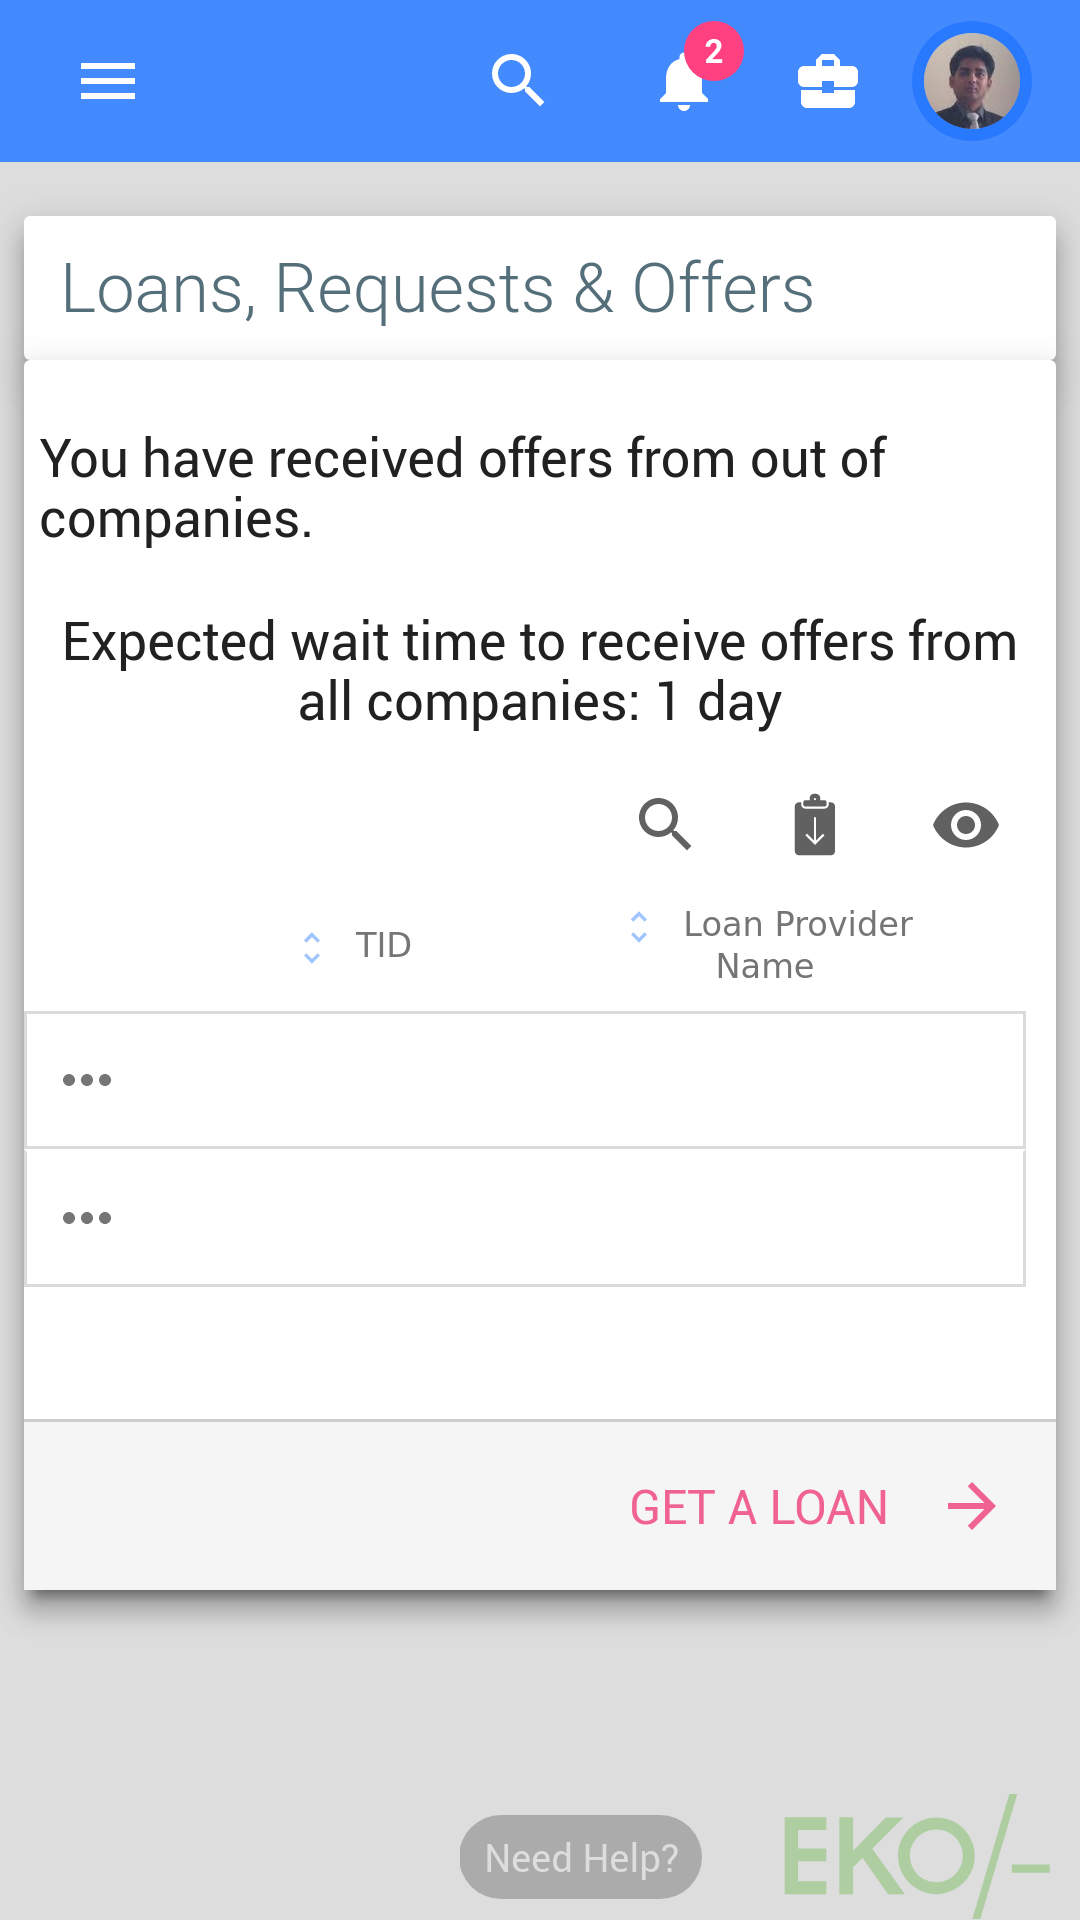 2
Loans, Requests & Offers
You have received offers from out of
companies.
Expected wait time to receive offers from
all companies: 1 day
TID
Loan Provider
Name
GET A LOAN
Need Help?
EKO/-